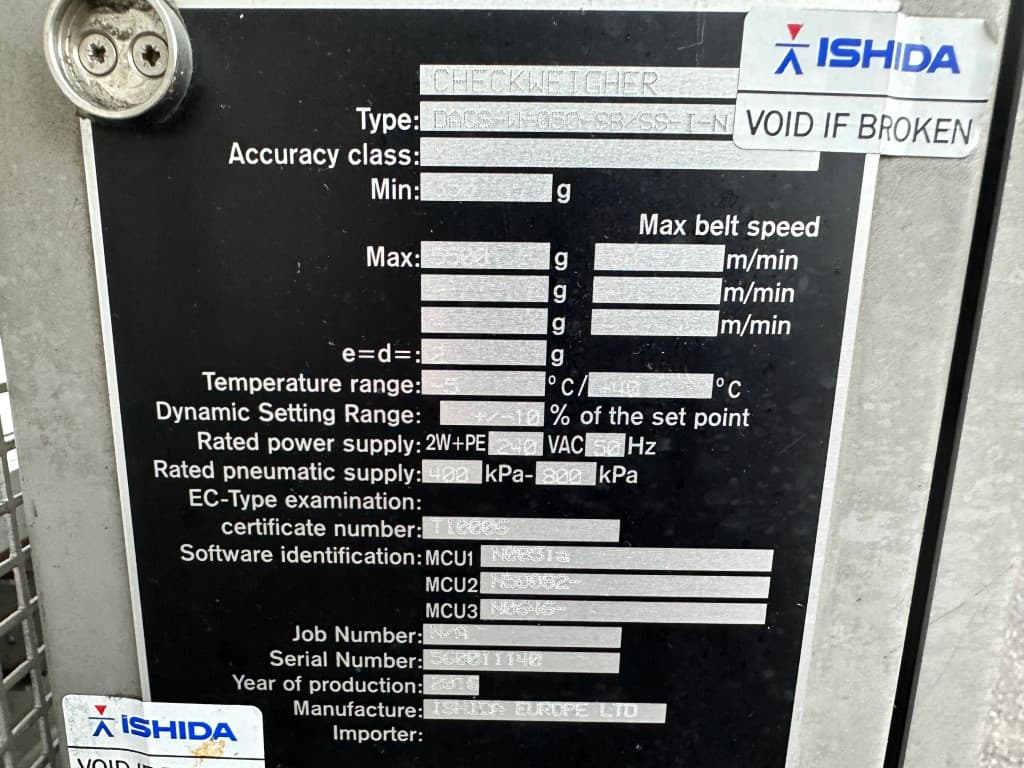 ISHIDA
VOID IF BROKEN
CHECKWEIGHER
Type: DACS-W-050-SB/SS-I-N
Accuracy class:
Min: g
Max belt speed
Max: g m/min
g m/min
g m/min
e=d=: g
Temperature range: -5 °C/ +40 °C
Dynamic Setting Range: +/-10 % of the set point
Rated power supply: 2W+PE 240 VAC 50 Hz
Rated pneumatic supply: 400 kPa- 800 kPa
EC-Type examination:
certificate number: T10006
Software identification: MCU1
MCU2
MCU3
Job Number: N/A
Serial Number: 560011140
Year of production:
Manufacture: ISHIDA EUROPE LTD
Importer:
ISHIDA